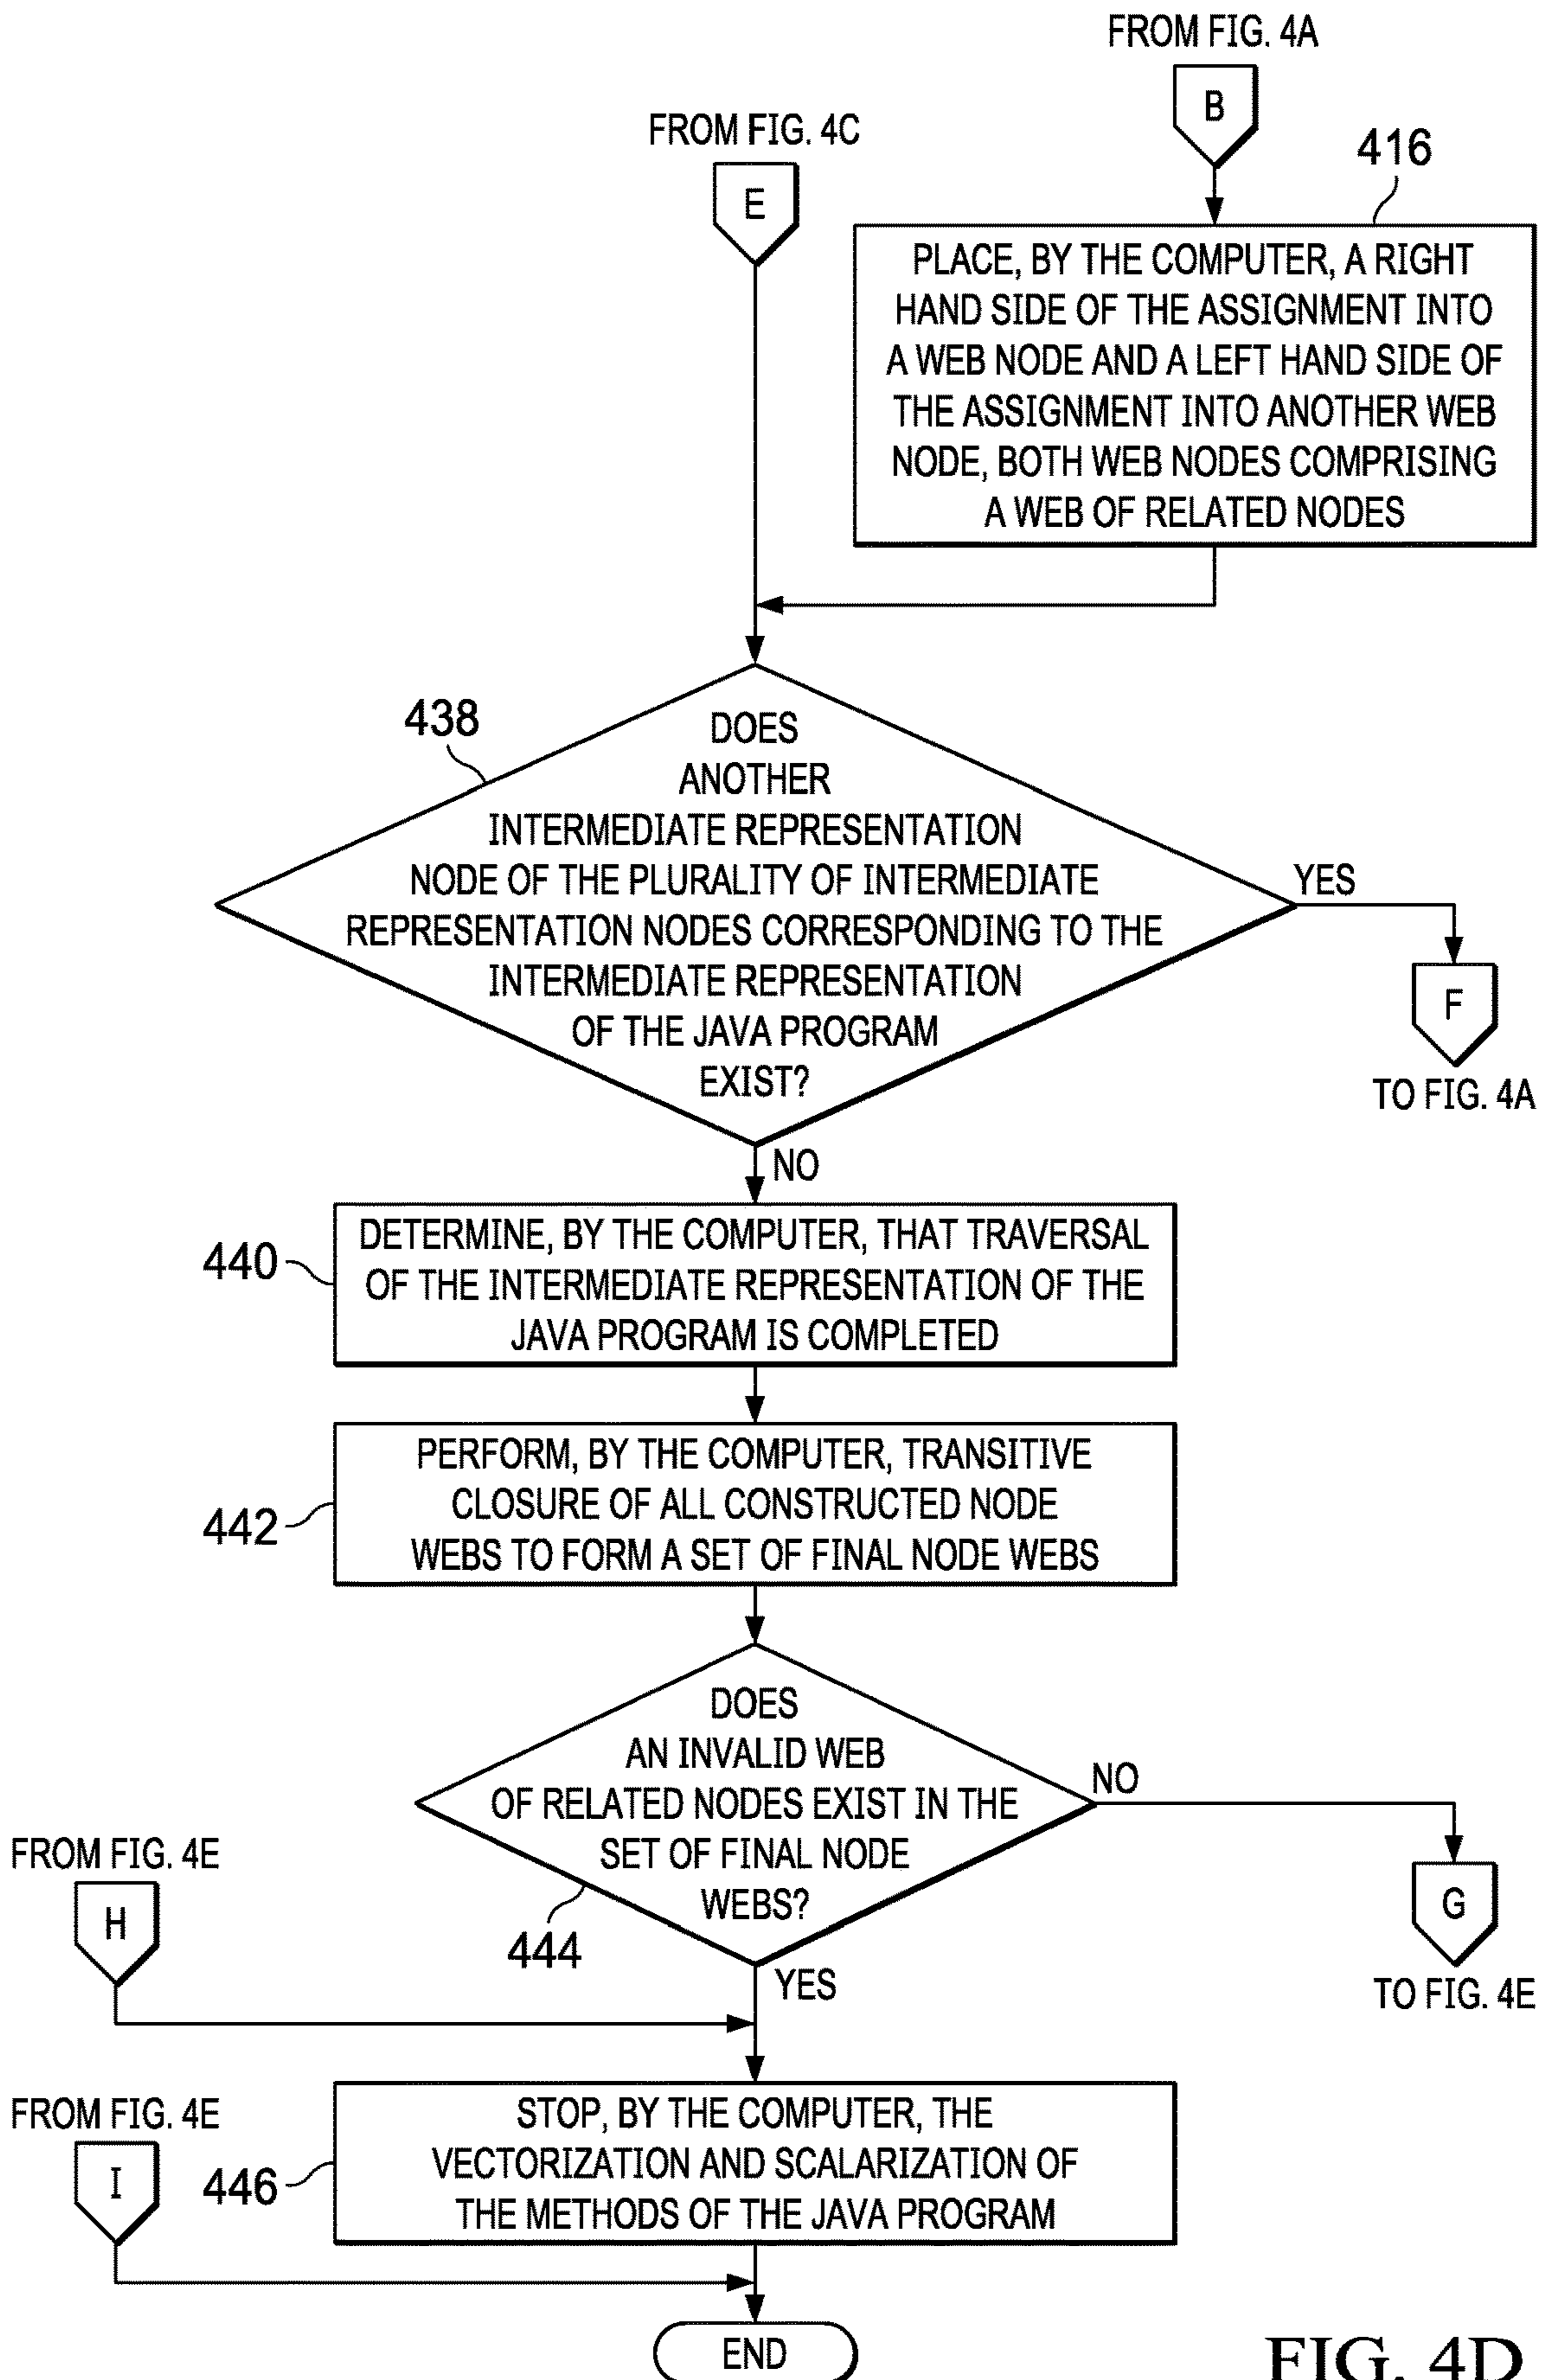 FROM FIG. 4A
B
FROM FIG. 4C
E
416
PLACE, BY THE COMPUTER, A RIGHT
HAND SIDE OF THE ASSIGNMENT INTO
A WEB NODE AND A LEFT HAND SIDE OF
THE ASSIGNMENT INTO ANOTHER WEB
NODE, BOTH WEB NODES COMPRISING
A WEB OF RELATED NODES
438
DOES
ANOTHER
INTERMEDIATE REPRESENTATION
NODE OF THE PLURALITY OF INTERMEDIATE
REPRESENTATION NODES CORRESPONDING TO THE
INTERMEDIATE REPRESENTATION
OF THE JAVA PROGRAM
EXIST?
YES
F
TO FIG. 4A
NO
440
DETERMINE, BY THE COMPUTER, THAT TRAVERSAL
OF THE INTERMEDIATE REPRESENTATION OF THE
JAVA PROGRAM IS COMPLETED
442
PERFORM, BY THE COMPUTER, TRANSITIVE
CLOSURE OF ALL CONSTRUCTED NODE
WEBS TO FORM A SET OF FINAL NODE WEBS
DOES
AN INVALID WEB
OF RELATED NODES EXIST IN THE
SET OF FINAL NODE
WEBS?
444
NO
G
TO FIG. 4E
FROM FIG. 4E
H
YES
446
STOP, BY THE COMPUTER, THE
VECTORIZATION AND SCALARIZATION OF
THE METHODS OF THE JAVA PROGRAM
FROM FIG. 4E
I
END
FIG. 4D